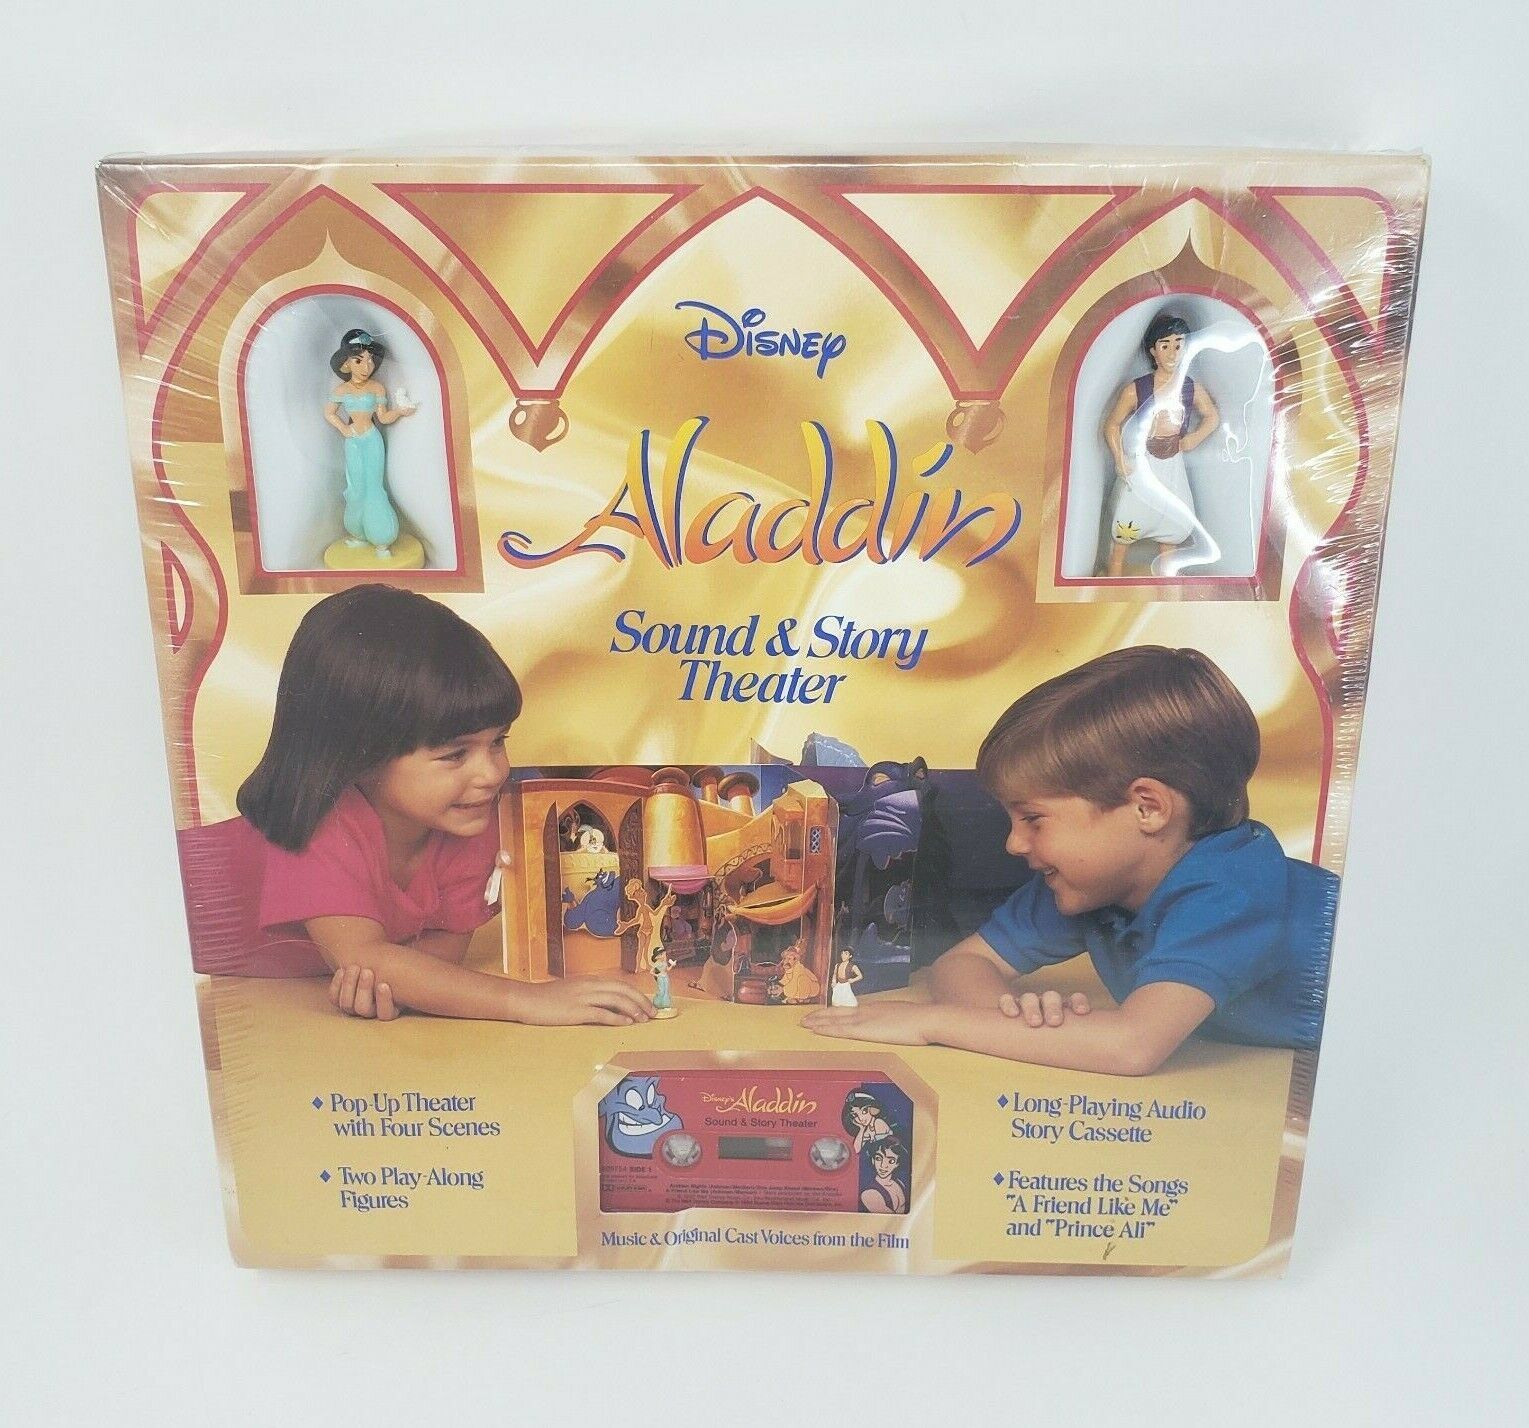 Disney
Aladdin
Sound & Story
Theater
♦ Pop-Up Theater
with Four Scenes
♦ Two Play-Along
Figures
Disney's Aladdin
Sound & Story Theater
SIDE 1
Music & Original Cast Voices from the Film
♦ Long-Playing Audio
Story Cassette
♦ Features the Songs
"A Friend Like Me"
and "Prince Ali"